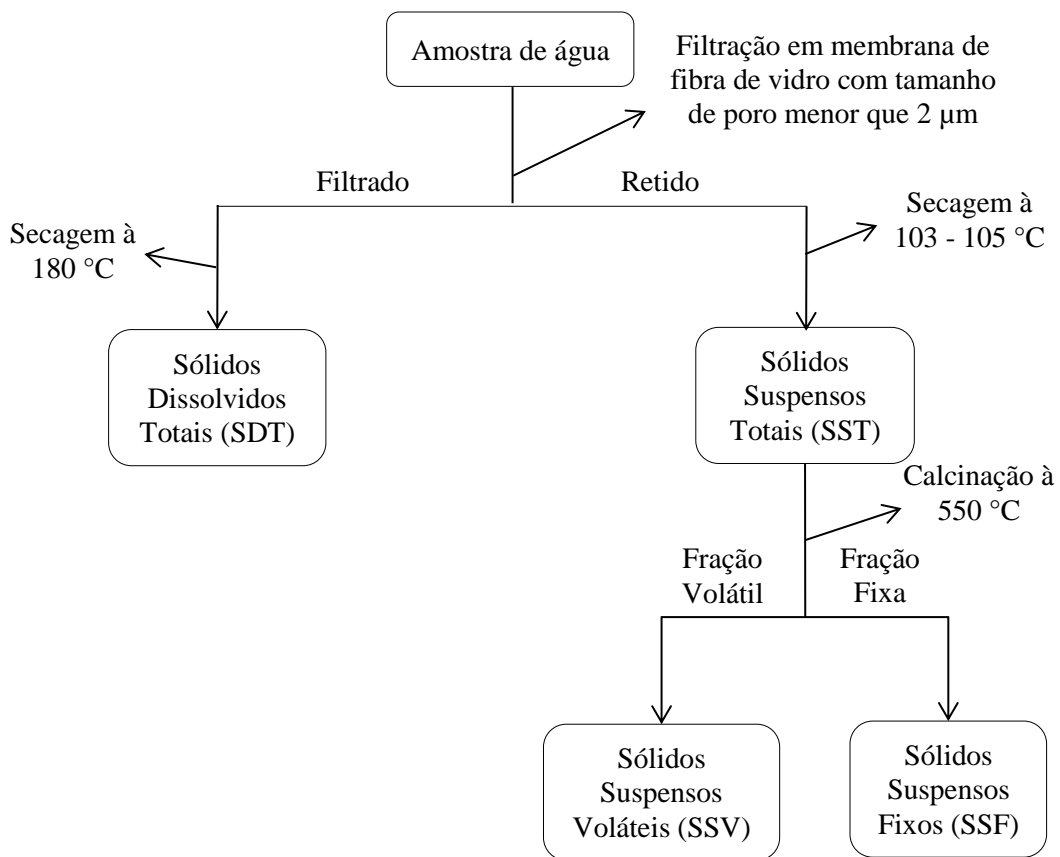 Amostra de água
Filtração em membrana de
fibra de vidro com tamanho
de poro menor que 2 µm
Filtrado
Retido
Secagem à
180 °C
Secagem à
103 - 105 °C
Sólidos
Dissolvidos
Totais (SDT)
Sólidos
Suspensos
Totais (SST)
Calcinação à
550 °C
Fração
Volátil
Fração
Fixa
Sólidos
Suspensos
Voláteis (SSV)
Sólidos
Suspensos
Fixos (SSF)